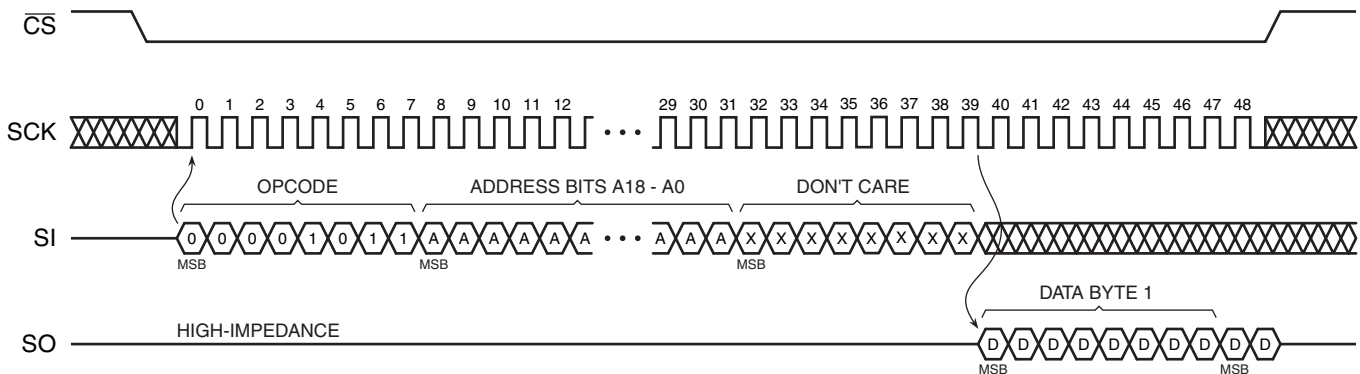 CS
0 1 2 3 4 5 6 7 8 9 10 11 12 29 30 31 32 33 34 35 36 37 38 39 40 41 42 43 44 45 46 47 48
SCK • • •
OPCODE ADDRESS BITS A18 - A0 DON'T CARE
SI 0 0 0 0 1 0 1 1 A A A A A A • • • A A A X X X X X X X X
MSB MSB MSB
DATA BYTE 1
HIGH-IMPEDANCE
SO D D D D D D D D D D
MSB MSB